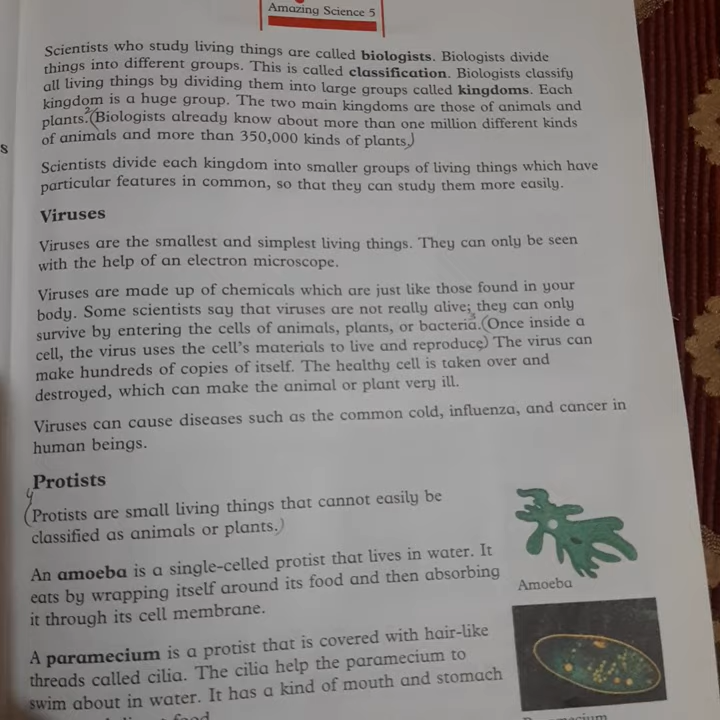 Amazing Science 5
Scientists who study living things are called biologists. Biologists divide
things into different groups. This is called classification. Biologists classify
all living things by dividing them into large groups called kingdoms. Each
kingdom is a huge group. The two main kingdoms are those of animals and
plants. (Biologists already know about more than one million different kinds
of animals and more than 350,000 kinds of plants.)
Scientists divide each kingdom into smaller groups of living things which have
particular features in common, so that they can study them more easily.
Viruses
Viruses are the smallest and simplest living things. They can only be seen
with the help of an electron microscope.
Viruses are made up of chemicals which are just like those found in your
body. Some scientists say that viruses are not really alive; they can only
survive by entering the cells of animals, plants, or bacteria. (Once inside a
cell, the virus uses the cell's materials to live and reproduce.) The virus can
make hundreds of copies of itself. The healthy cell is taken over and
destroyed, which can make the animal or plant very ill.
Viruses can cause diseases such as the common cold, influenza, and cancer in
human beings.
Protists
(Protists are small living things that cannot easily be
classified as animals or plants.)
An amoeba is a single-celled protist that lives in water. It
eats by wrapping itself around its food and then absorbing
it through its cell membrane.
Amoeba
A paramecium is a protist that is covered with hair-like
threads called cilia. The cilia help the paramecium to
swim about in water. It has a kind of mouth and stomach
food